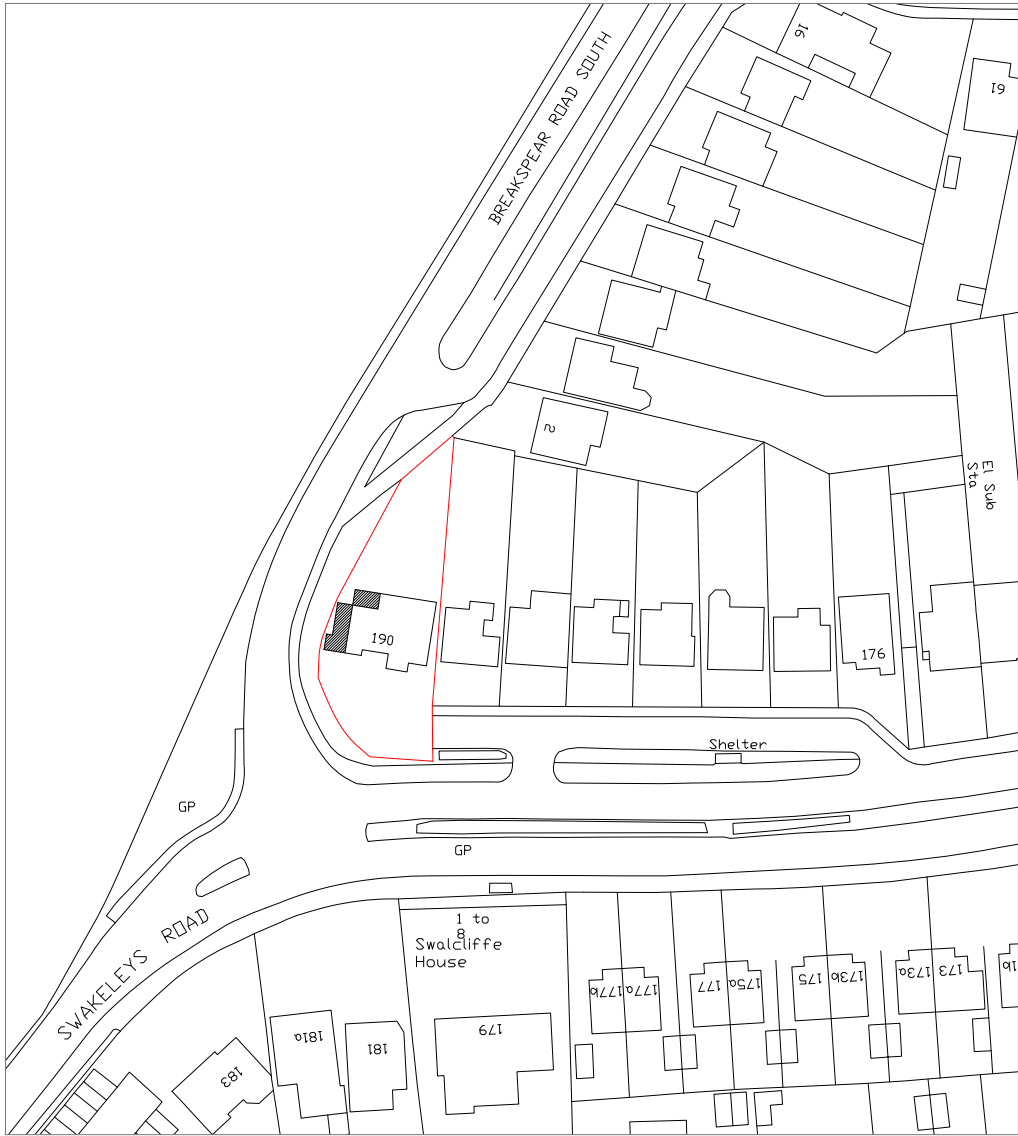 16
61
BREAKSPEAR ROAD SOUTH
2
El Sub
Sta
190
176
Shelter
GP
GP
SWAKELEYS ROAD
1 to
8
Swalcliffe
House
177b
177a
177
175a
175
173b
173a
173
181a
181
179
183